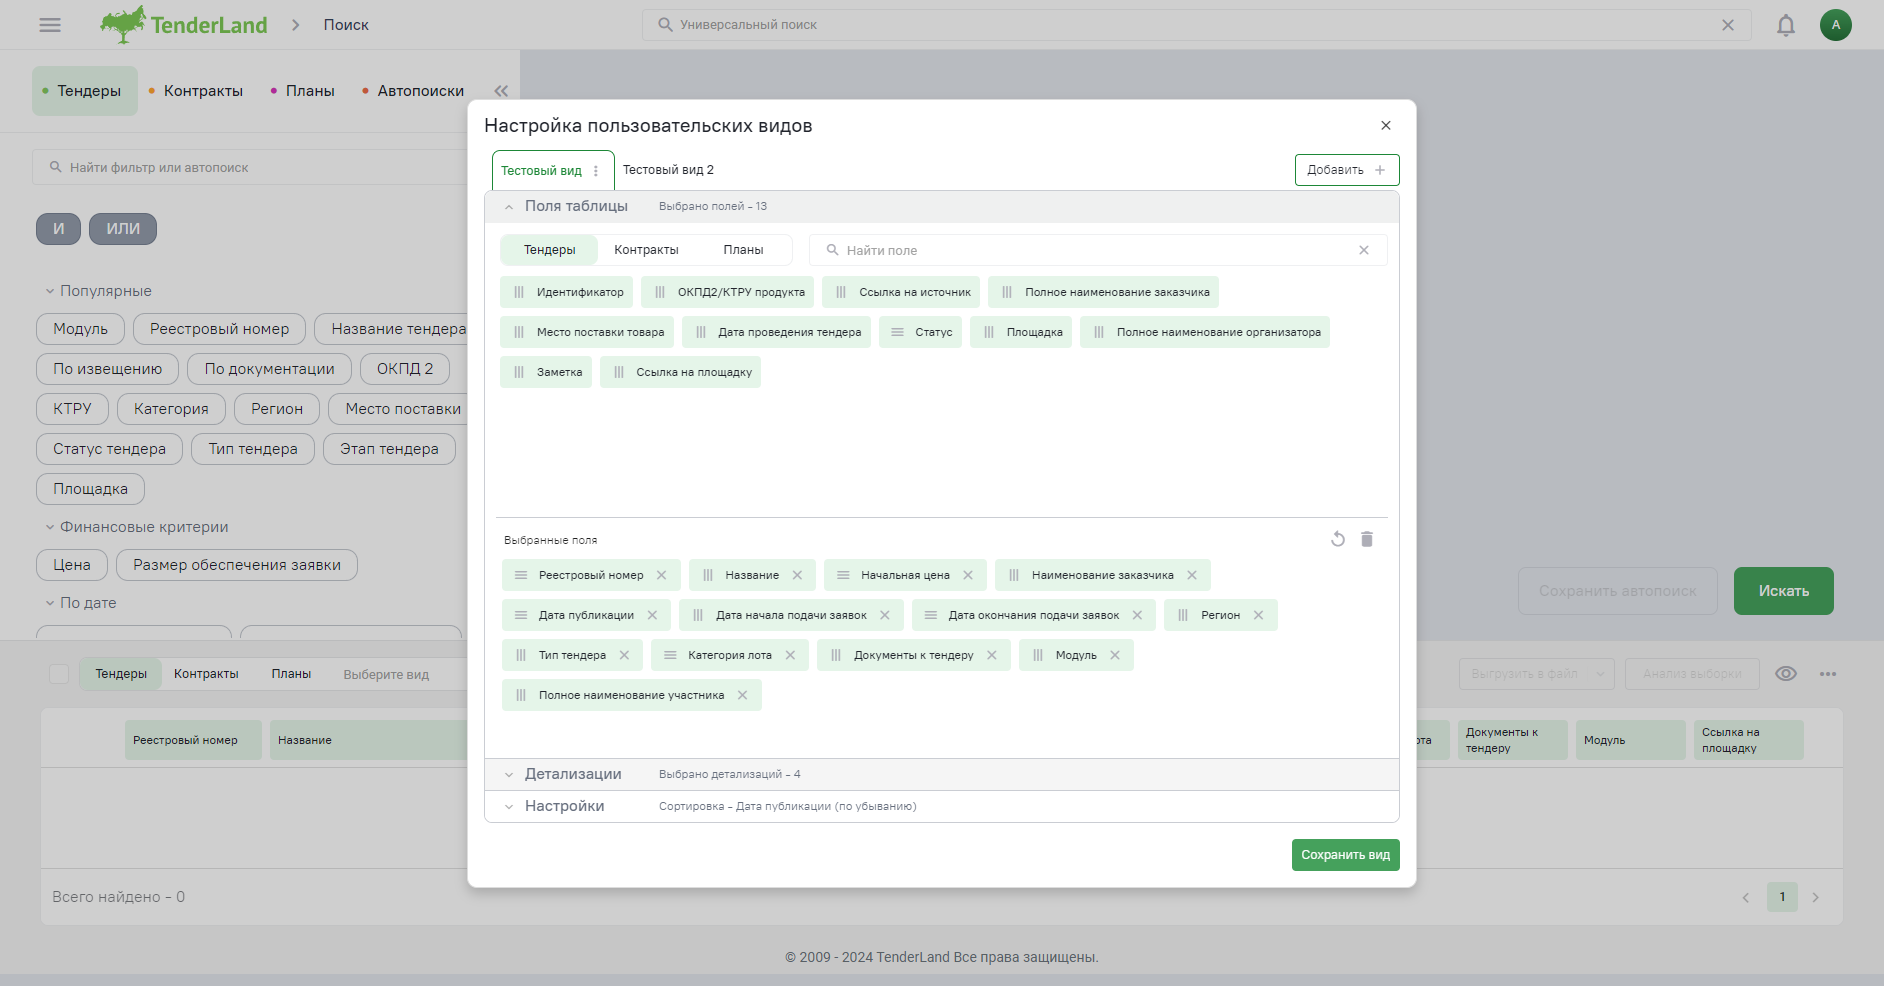 TenderLand
Поиск
Универсальный поиск
А
Тендеры
Контракты
Планы
Автопоиски
Найти фильтр или автопоиск
И
ИЛИ
Популярные
Модуль
Реестровый номер
Название тендера
По извещению
По документации
ОКПД 2
КТРУ
Категория
Регион
Место поставки
Статус тендера
Тип тендера
Этап тендера
Площадка
Финансовые критерии
Цена
Размер обеспечения заявки
По дате
Настройка пользовательских видов
Тестовый вид
Тестовый вид 2
Добавить
Поля таблицы
Выбрано полей - 13
Тендеры
Контракты
Планы
Найти поле
Идентификатор
ОКПД2/КТРУ продукта
Ссылка на источник
Полное наименование заказчика
Место поставки товара
Дата проведения тендера
Статус
Площадка
Полное наименование организатора
Заметка
Ссылка на площадку
Выбранные поля
Реестровый номер
Название
Начальная цена
Наименование заказчика
Дата публикации
Дата начала подачи заявок
Дата окончания подачи заявок
Регион
Тип тендера
Категория лота
Документы к тендеру
Модуль
Полное наименование участника
Детализации
Выбрано детализаций - 4
Настройки
Сортировка - Дата публикации (по убыванию)
Сохранить вид
Сохранить автопоиск
Искать
Тендеры
Контракты
Планы
Выберите вид
Выгрузить в файл
Анализ выборки
Реестровый номер
Название
ота
Документы к
тендеру
Модуль
Ссылка на
площадку
Всего найдено - 0
1
© 2009 - 2024 TenderLand Все права защищены.